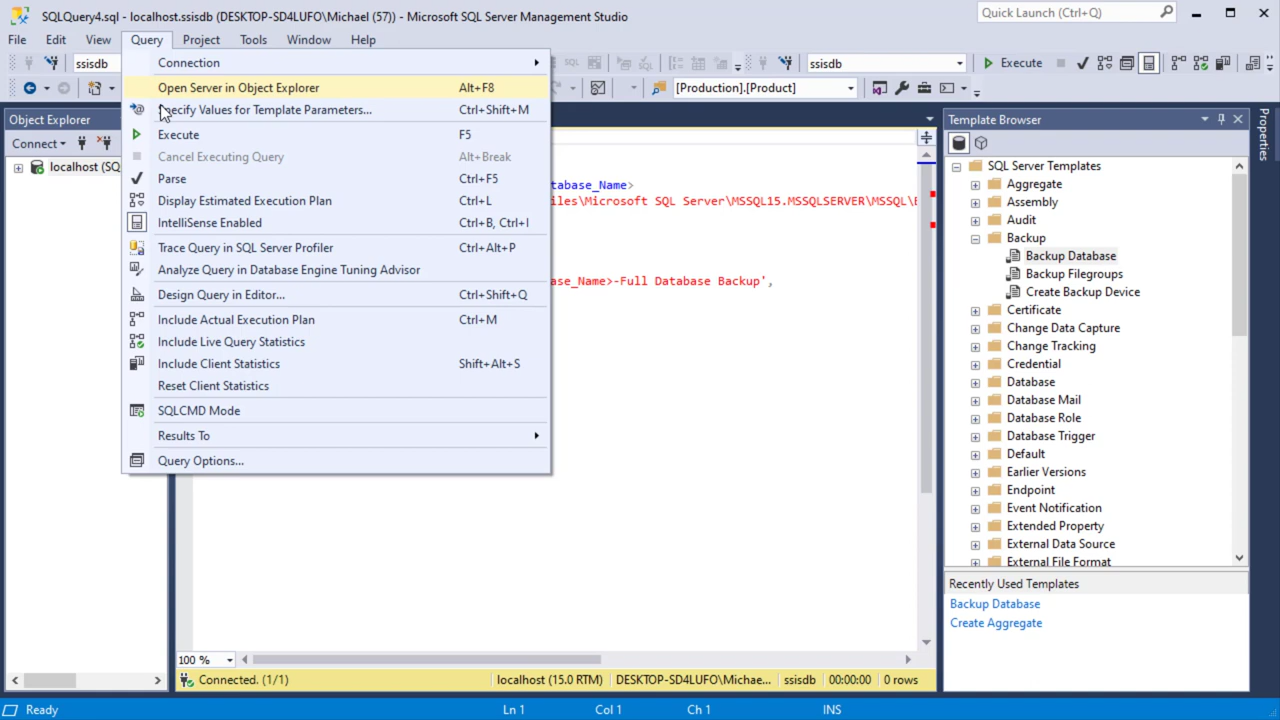 SQLQuery4.sql - localhost.ssisdb (DESKTOP-SD4LUFO\Michael (57)) - Microsoft SQL Server Management Studio
Quick Launch (Ctrl+Q)
File Edit View Query Project Tools Window Help
ssisdb
SQL
ssisdb
Execute
[Production].[Product]
Connection
Open Server in Object Explorer Alt+F8
Specify Values for Template Parameters... Ctrl+Shift+M
Execute F5
Cancel Executing Query Alt+Break
Parse Ctrl+F5
Display Estimated Execution Plan Ctrl+L
IntelliSense Enabled Ctrl+B, Ctrl+I
Trace Query in SQL Server Profiler Ctrl+Alt+P
Analyze Query in Database Engine Tuning Advisor
Design Query in Editor... Ctrl+Shift+Q
Include Actual Execution Plan Ctrl+M
Include Live Query Statistics
Include Client Statistics Shift+Alt+S
Reset Client Statistics
SQLCMD Mode
Results To
Query Options...
Object Explorer
Connect
localhost (SQ
tabase_Name>
iles\Microsoft SQL Server\MSSQL15.MSSQLSERVER\MSSQL\
ase_Name>-Full Database Backup',
100 %
Connected. (1/1) localhost (15.0 RTM) DESKTOP-SD4LUFO\Michae... ssisdb 00:00:00 0 rows
Template Browser
SQL Server Templates
Aggregate
Assembly
Audit
Backup
Backup Database
Backup Filegroups
Create Backup Device
Certificate
Change Data Capture
Change Tracking
Credential
Database
Database Mail
Database Role
Database Trigger
Default
Earlier Versions
Endpoint
Event Notification
Extended Property
External Data Source
External File Format
Recently Used Templates
Backup Database
Create Aggregate
Properties
Ready Ln 1 Col 1 Ch 1 INS